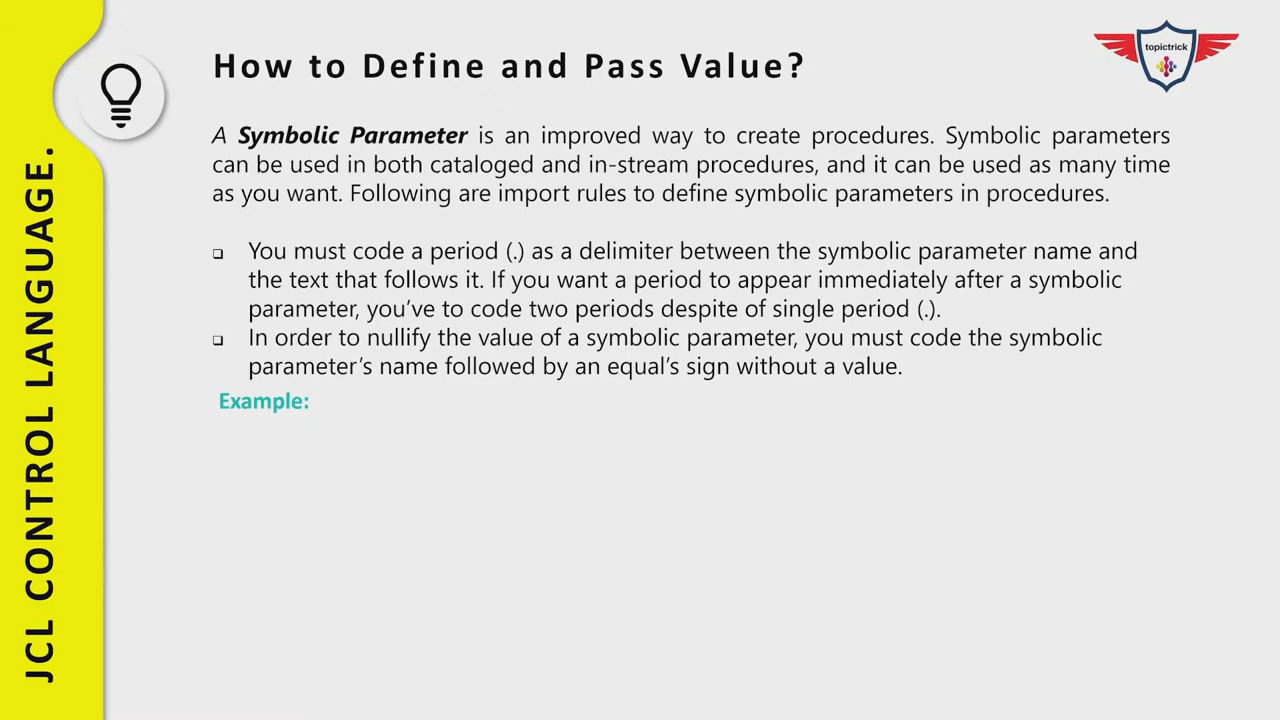 How to Define and Pass Value?
topictrick
A Symbolic Parameter is an improved way to create procedures. Symbolic parameters
can be used in both cataloged and in-stream procedures, and it can be used as many time
as you want. Following are import rules to define symbolic parameters in procedures.
You must code a period (.) as a delimiter between the symbolic parameter name and
the text that follows it. If you want a period to appear immediately after a symbolic
parameter, you’ve to code two periods despite of single period (.).
In order to nullify the value of a symbolic parameter, you must code the symbolic
parameter’s name followed by an equal’s sign without a value.
Example:
JCL CONTROL LANGUAGE.